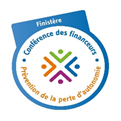 Finistère
Conférence des financeurs
Prévention de la perte d'autonomie